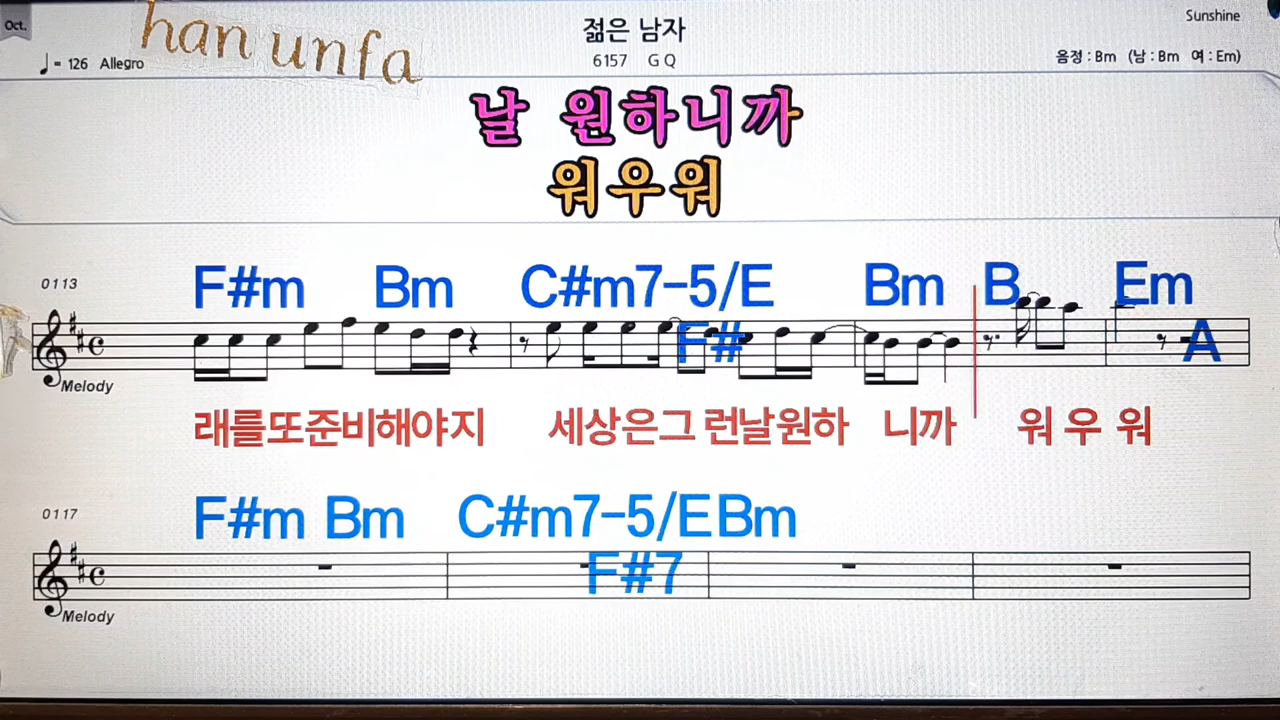 Oct.
han unfa
젊은 남자
Sunshine
♩= 126 Allegro
6157 G Q
음정 : Bm (남 : Bm 여 : Em)
날 원하니까
워우워
0113
F#m Bm C#m7-5/E Bm B Em
F# A
Melody
래를또준비해야지 세상은그 런날원하 니까 워 우 워
0117
F#m Bm C#m7-5/E Bm
F#7
Melody